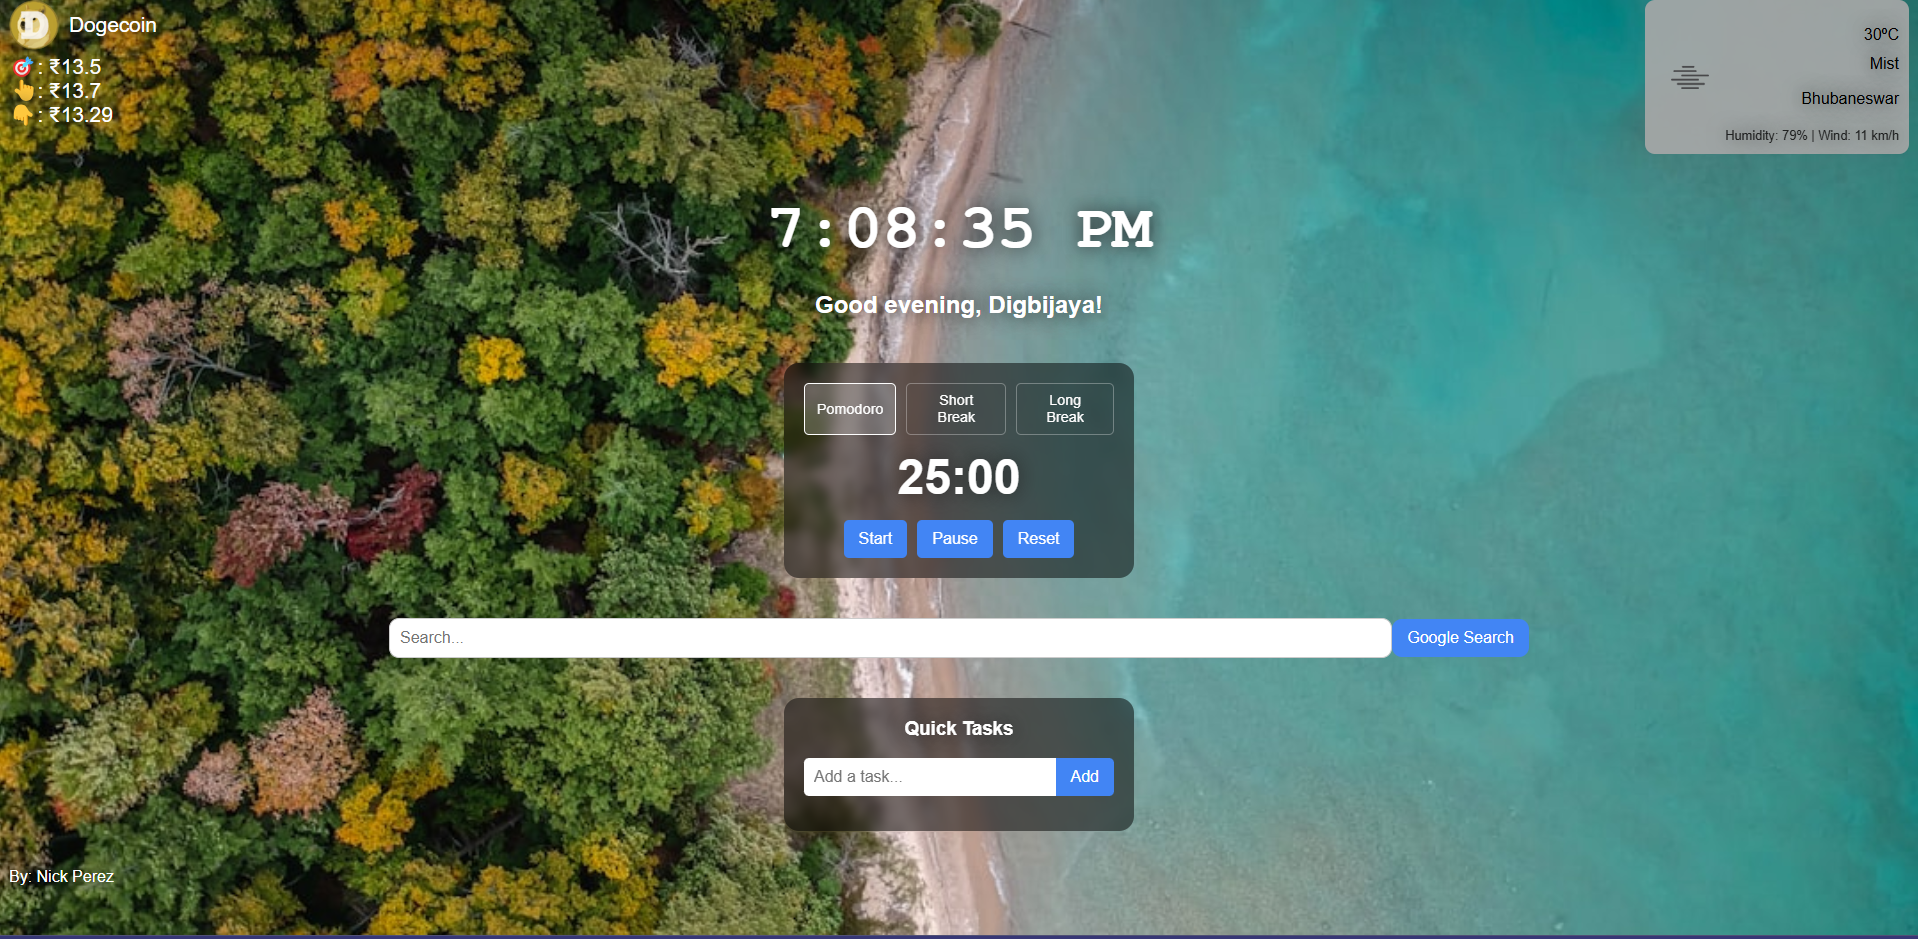 Dogecoin
🎯 : ₹13.5
👆 : ₹13.7
👇 : ₹13.29
30ºC
Mist
Bhubaneswar
Humidity: 79% | Wind: 11 km/h
7:08:35 PM
Good evening, Digbijaya!
Pomodoro
Short
Break
Long
Break
25:00
Start Pause Reset
Search...
Google Search
Quick Tasks
Add a task...
Add
By: Nick Perez